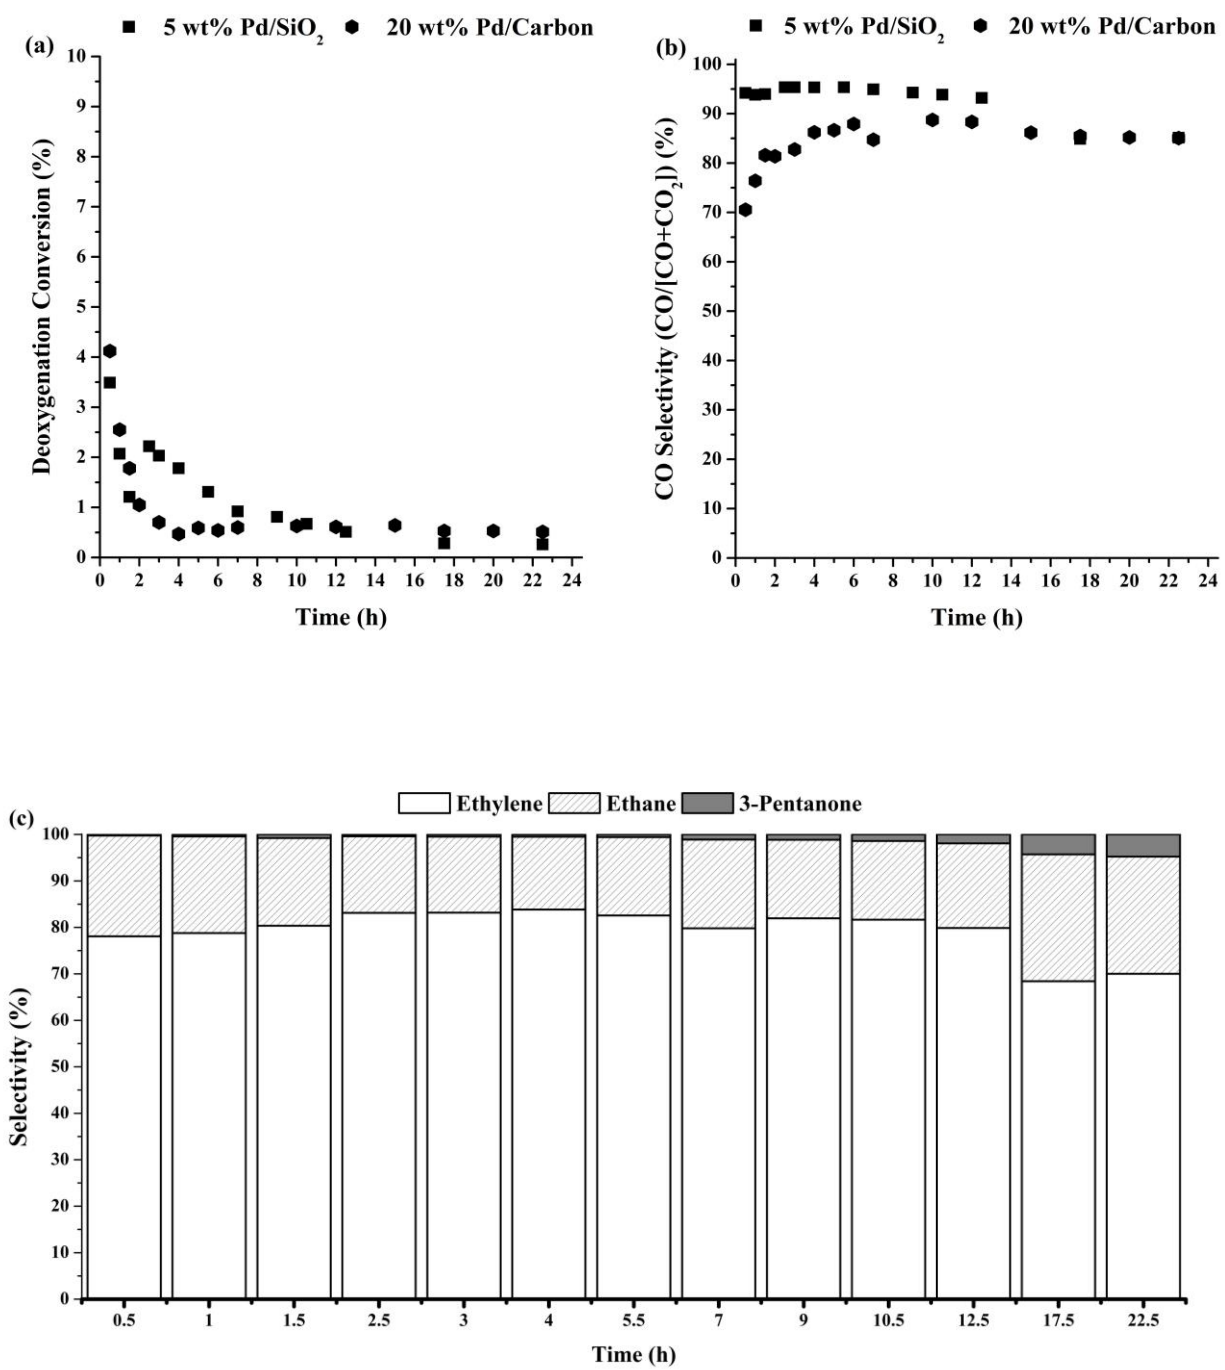 5 wt% Pd/SiO2 20 wt% Pd/Carbon
(a)
10
9
8
7
6
5
4
3
2
1
0
Deoxygenation Conversion (%)
0 2 4 6 8 10 12 14 16 18 20 22 24
Time (h)
5 wt% Pd/SiO2 20 wt% Pd/Carbon
(b)
100
90
80
70
60
50
40
30
20
10
0
CO Selectivity (CO/[CO+CO2]) (%)
0 2 4 6 8 10 12 14 16 18 20 22 24
Time (h)
Ethylene Ethane 3-Pentanone
(c)
100
90
80
70
60
50
40
30
20
10
0
Selectivity (%)
0.5 1 1.5 2.5 3 4 5.5 7 9 10.5 12.5 17.5 22.5
Time (h)